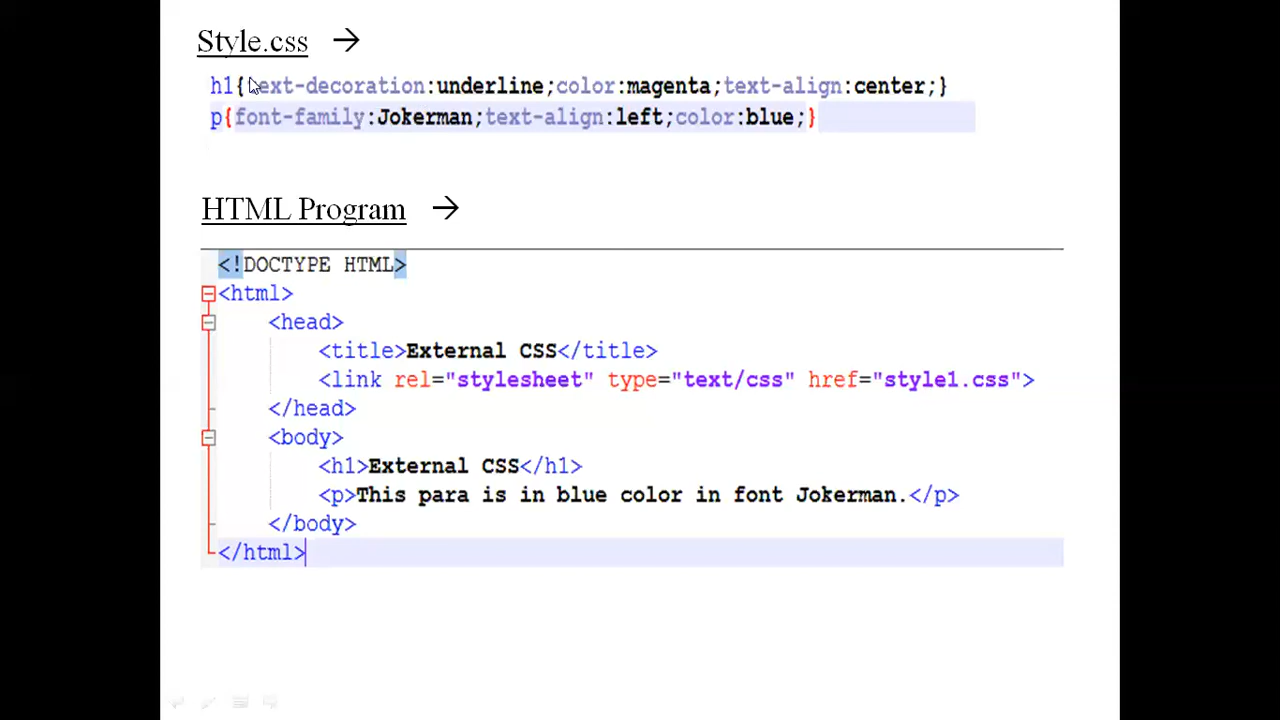 Style.css →
h1{text-decoration:underline;color:magenta;text-align:center;}
p{font-family:Jokerman;text-align:left;color:blue;}
HTML Program →
<!DOCTYPE HTML>
<html>
<head>
<title>External CSS</title>
<link rel="stylesheet" type="text/css" href="style1.css">
</head>
<body>
<h1>External CSS</h1>
<p>This para is in blue color in font Jokerman.</p>
</body>
</html>